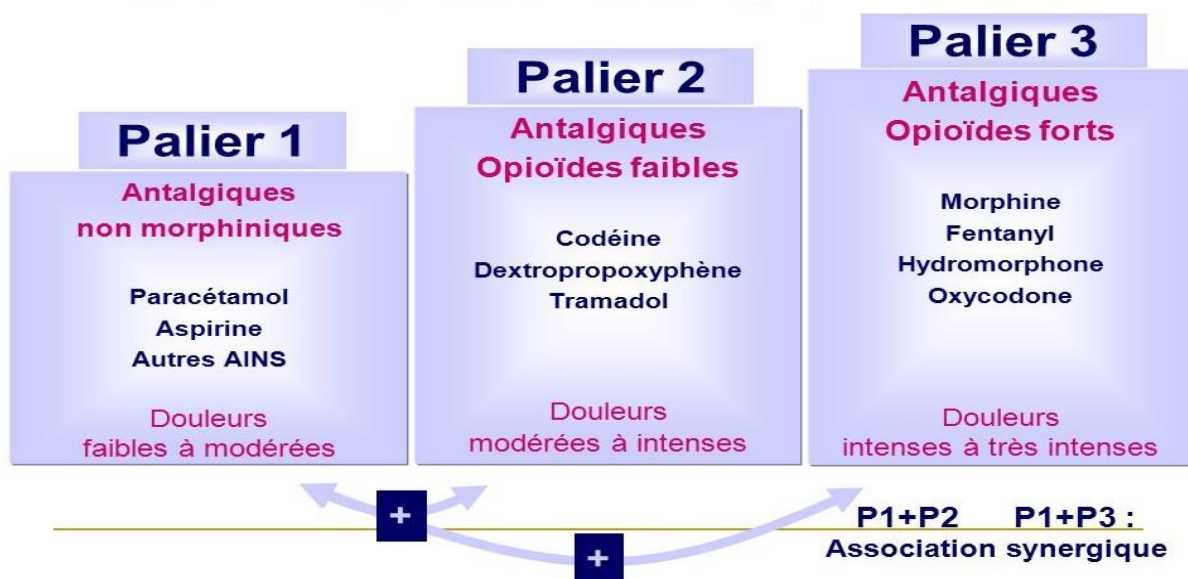 Palier 1
Antalgiques
non morphiniques
Paracétamol
Aspirine
Autres AINS
Douleurs
faibles à modérées
Palier 2
Antalgiques
Opioïdes faibles
Codéine
Dextropropoxyphène
Tramadol
Douleurs
modérées à intenses
Palier 3
Antalgiques
Opioïdes forts
Morphine
Fentanyl
Hydromorphone
Oxycodone
Douleurs
intenses à très intenses
+
+
P1+P2 P1+P3 :
Association synergique